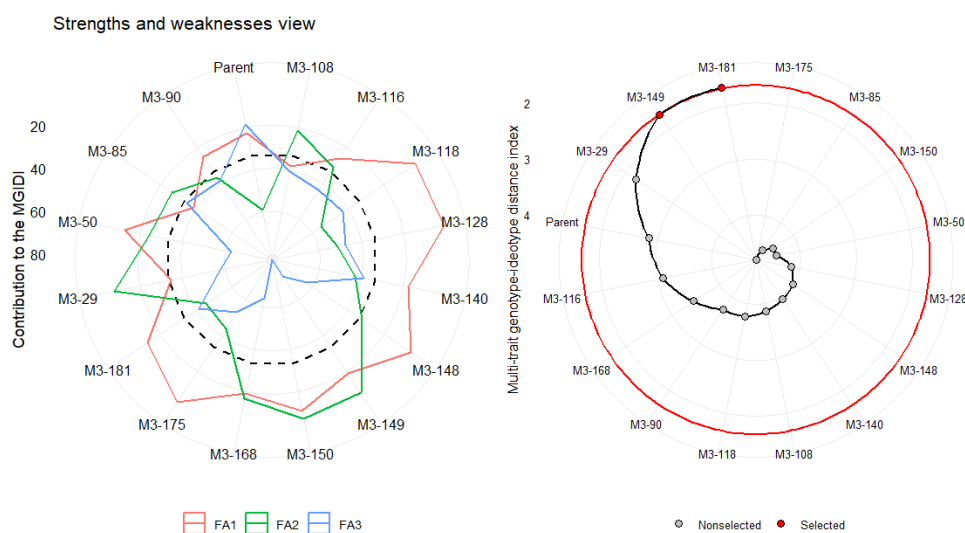 Strengths and weaknesses view
Contribution to the MGIDI
20
40
60
80
Parent
M3-108
M3-116
M3-118
M3-128
M3-140
M3-148
M3-149
M3-150
M3-168
M3-175
M3-181
M3-29
M3-50
M3-85
M3-90
FA1
FA2
FA3
Multi-trait genotype-ideotype distance index
2
3
4
M3-181
M3-175
M3-85
M3-150
M3-50
M3-128
M3-148
M3-140
M3-108
M3-118
M3-90
M3-168
M3-116
Parent
M3-29
M3-149
Nonselected
Selected